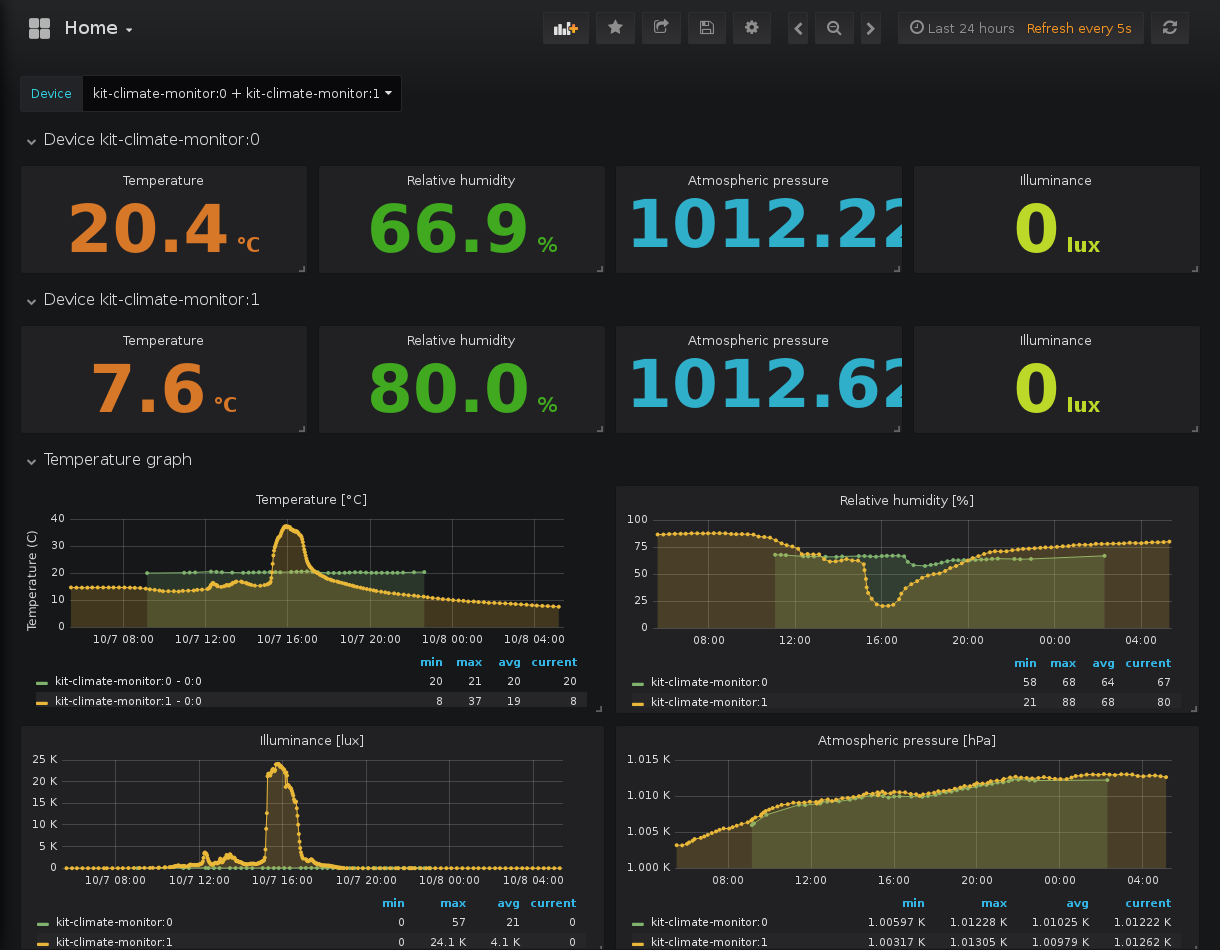 Home
Last 24 hours Refresh every 5s
Device kit-climate-monitor:0 + kit-climate-monitor:1
Device kit-climate-monitor:0
Temperature Relative humidity Atmospheric pressure Illuminance
20.4 °C 66.9 % 1012.22 0 lux
Device kit-climate-monitor:1
Temperature Relative humidity Atmospheric pressure Illuminance
7.6 °C 80.0 % 1012.62 0 lux
Temperature graph
Temperature [°C]
Temperature (C)
40
30
20
10
0
10/7 08:00 10/7 12:00 10/7 16:00 10/7 20:00 10/8 00:00 10/8 04:00
min max avg current
kit-climate-monitor:0 - 0:0 20 21 20 20
kit-climate-monitor:1 - 0:0 8 37 19 8
Relative humidity [%]
100
75
50
25
0
08:00 12:00 16:00 20:00 00:00 04:00
min max avg current
kit-climate-monitor:0 58 68 64 67
kit-climate-monitor:1 21 88 68 80
Illuminance [lux]
25 K
20 K
15 K
10 K
5 K
0
10/7 08:00 10/7 12:00 10/7 16:00 10/7 20:00 10/8 00:00 10/8 04:00
min max avg current
kit-climate-monitor:0 0 57 21 0
kit-climate-monitor:1 0 24.1 K 4.1 K 0
Atmospheric pressure [hPa]
1.015 K
1.010 K
1.005 K
1.000 K
08:00 12:00 16:00 20:00 00:00 04:00
min max avg current
kit-climate-monitor:0 1.00597 K 1.01228 K 1.01025 K 1.01222 K
kit-climate-monitor:1 1.00317 K 1.01305 K 1.00979 K 1.01262 K